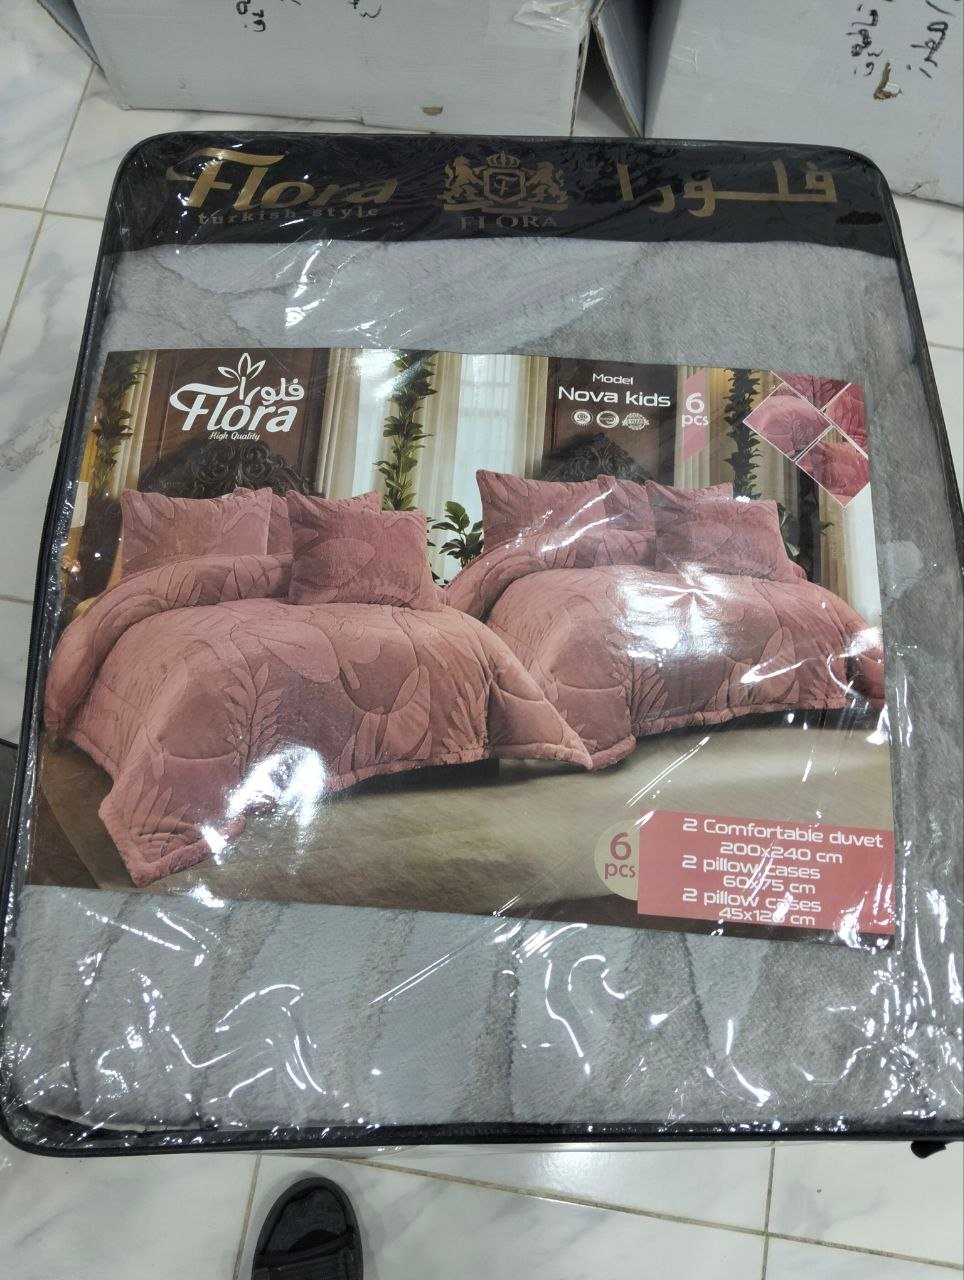 Flora
turkish style
FLORA
فلورا
فلورا
Flora
High Quality
Model
Nova kids
6
pcs
6
pcs
2 Comfortable duvet
200x240 cm
2 pillow cases
60x75 cm
2 pillow cases
45x120 cm